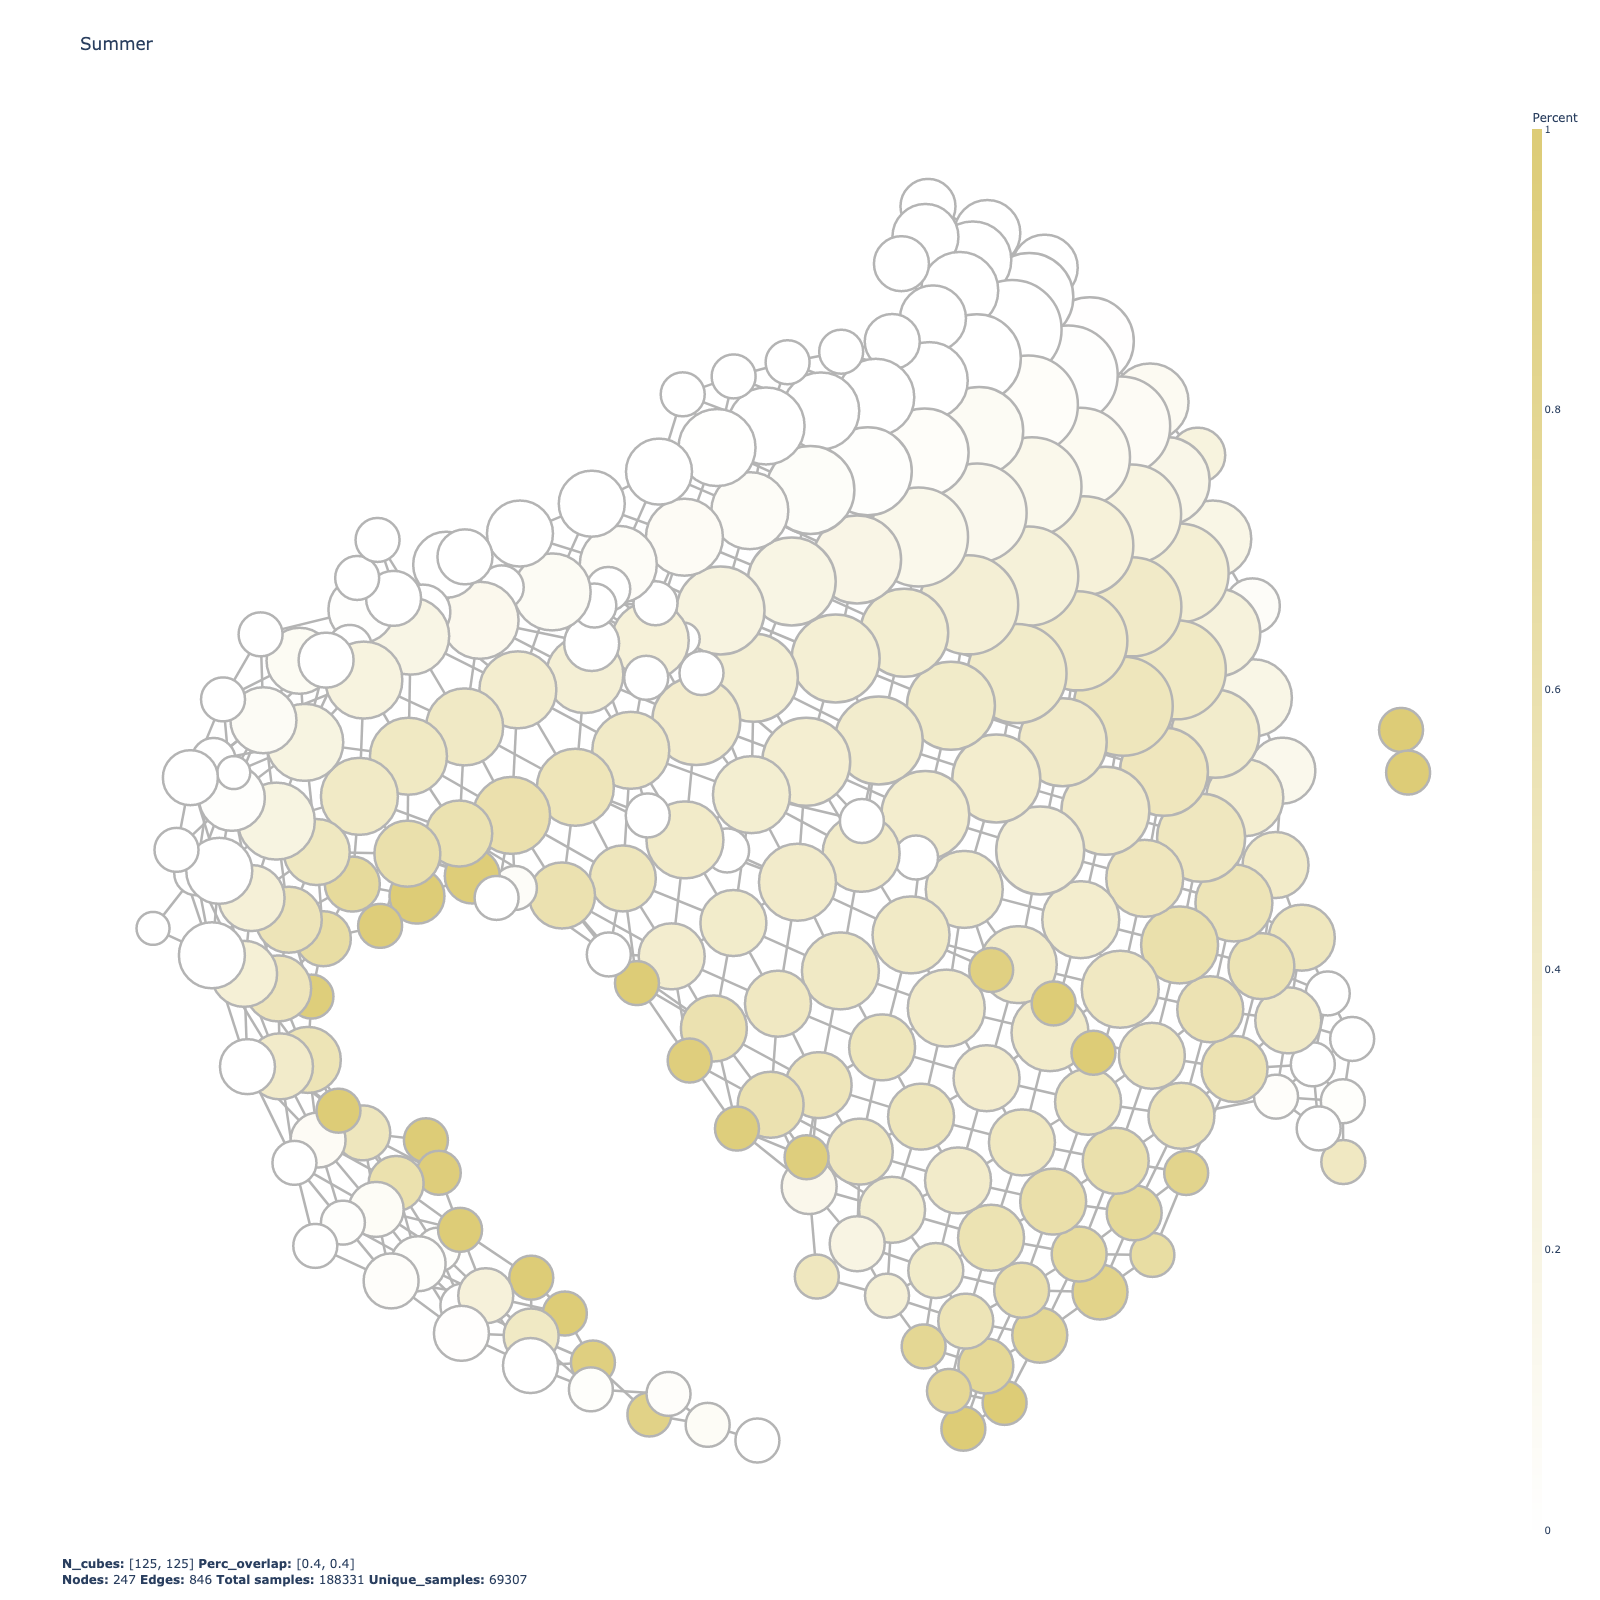 Summer
Percent
1
0.8
0.6
0.4
0.2
0
N_cubes: [125, 125] Perc_overlap: [0.4, 0.4]
Nodes: 247 Edges: 846 Total samples: 188331 Unique_samples: 69307